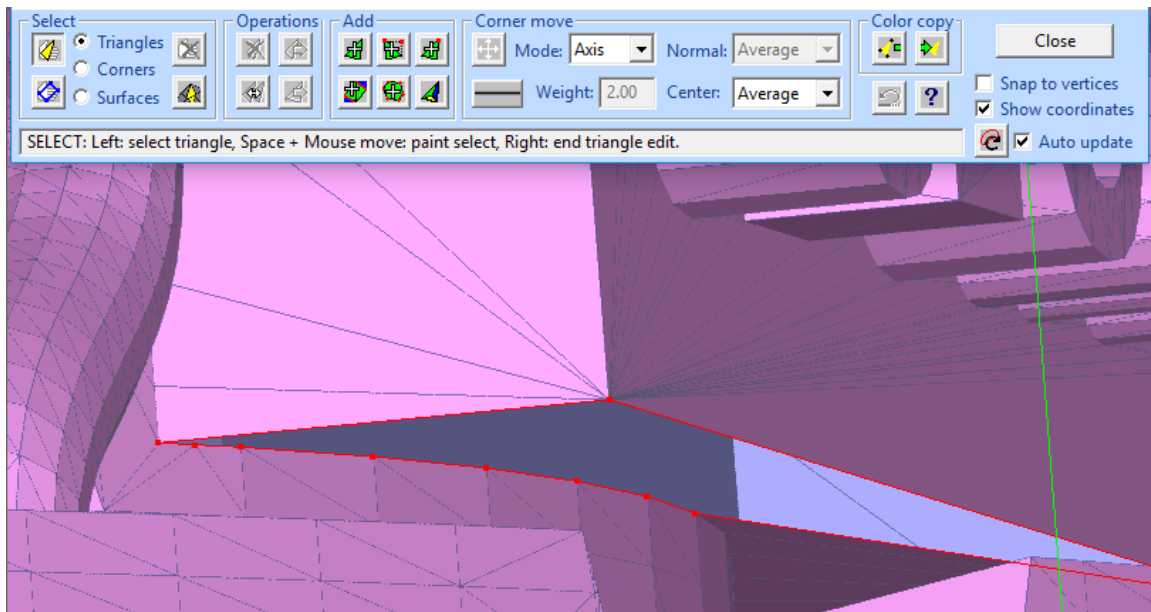 Select
Operations
Add
Corner move
Color copy
Triangles
Corners
Surfaces
Mode: Axis
Normal: Average
Weight: 2.00
Center: Average
Close
Snap to vertices
Show coordinates
Auto update
SELECT: Left: select triangle, Space + Mouse move: paint select, Right: end triangle edit.